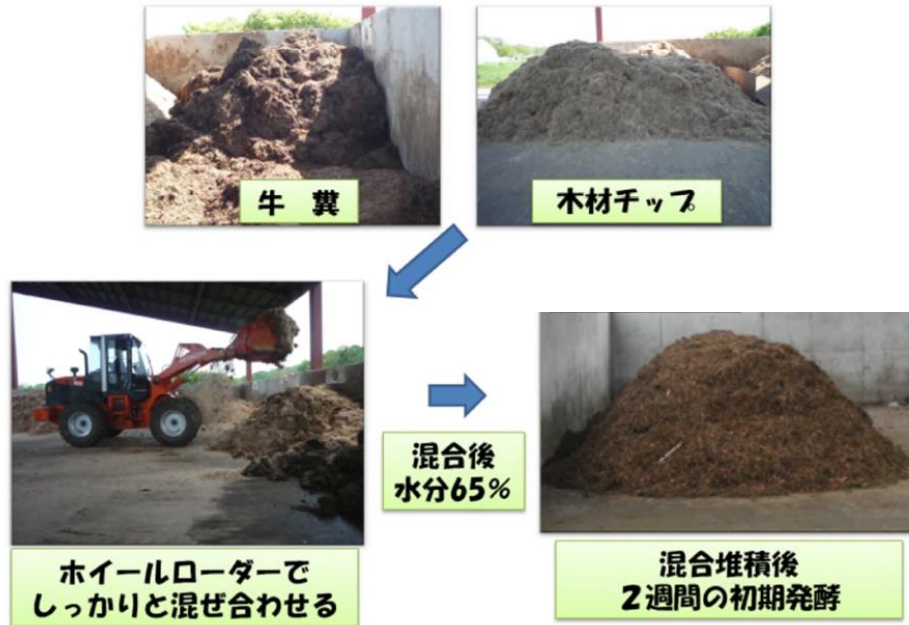 牛 糞
木材チップ
ホイールローダーで
しっかりと混ぜ合わせる
混合後
水分65%
混合堆積後
2週間の初期発酵